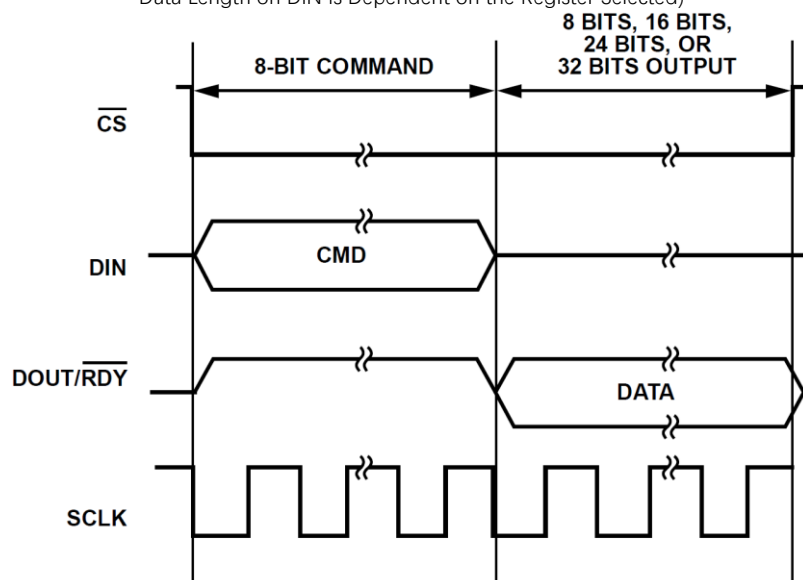 Data Length on DIN Is Dependent on the Register Selected)
8 BITS, 16 BITS,
24 BITS, OR
32 BITS OUTPUT
8-BIT COMMAND
CS
DIN
CMD
DOUT/RDY
DATA
SCLK